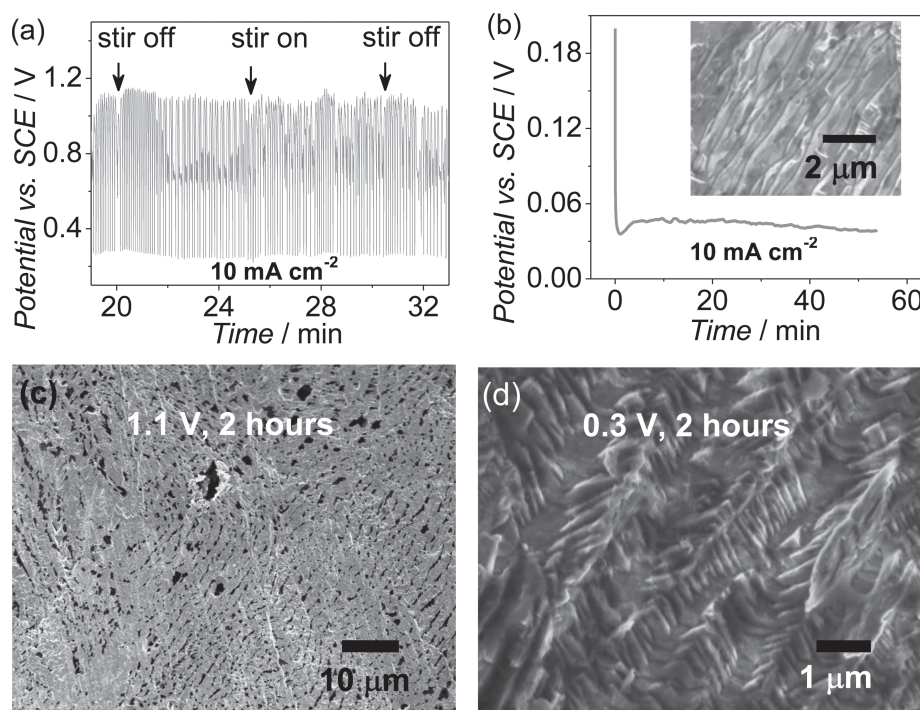 (a)
stir off
stir on
stir off
Potential vs. SCE / V
1.2
0.8
0.4
10 mA cm⁻²
20
24
28
32
Time / min
(b)
Potential vs. SCE / V
0.18
0.12
0.06
0.00
2 μm
10 mA cm⁻²
0
20
40
60
Time / min
(c)
1.1 V, 2 hours
10 μm
(d)
0.3 V, 2 hours
1 μm